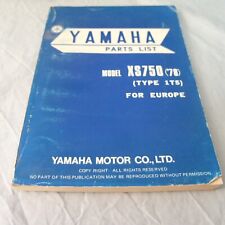 YAMAHA
PARTS LIST
MODEL XS750 ('78)
(TYPE 1T5)
FOR EUROPE
YAMAHA MOTOR CO., LTD.
COPY RIGHT - ALL RIGHTS RESERVED
NO PART OF THIS PUBLICATION MAY BE REPRODUCED WITHOUT PERMISSION.